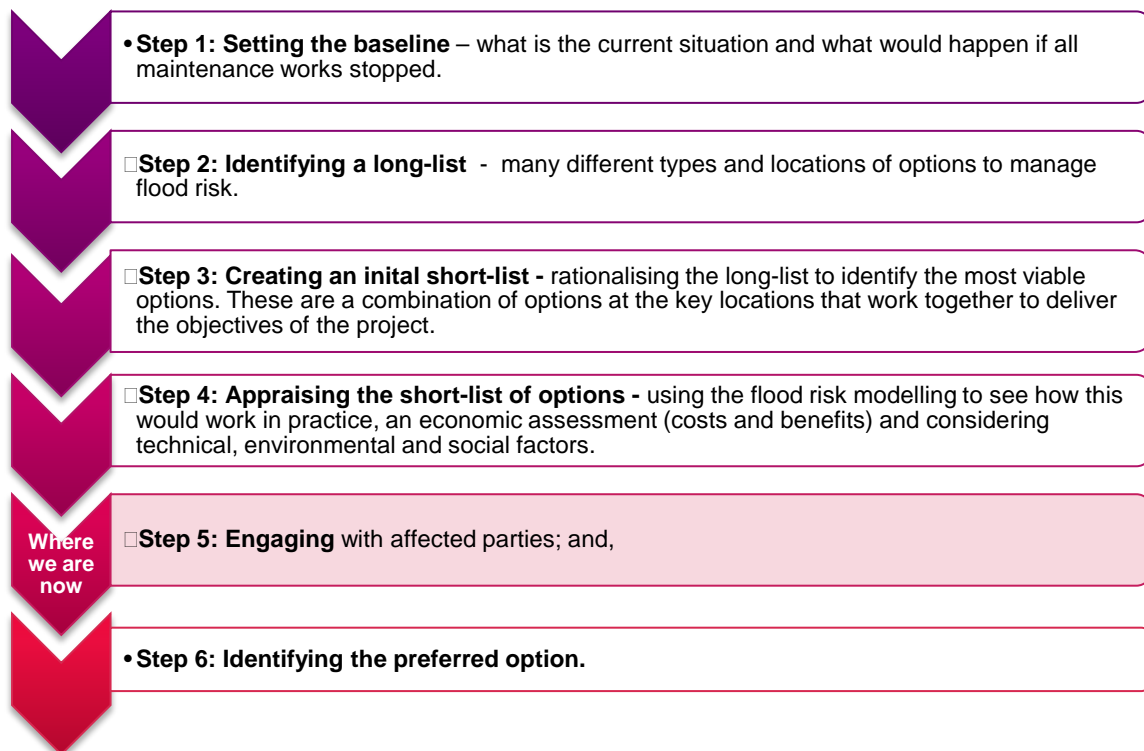 •Step 1: Setting the baseline – what is the current situation and what would happen if all
maintenance works stopped.
□Step 2: Identifying a long-list - many different types and locations of options to manage
flood risk.
□Step 3: Creating an inital short-list - rationalising the long-list to identify the most viable
options. These are a combination of options at the key locations that work together to deliver
the objectives of the project.
□Step 4: Appraising the short-list of options - using the flood risk modelling to see how this
would work in practice, an economic assessment (costs and benefits) and considering
technical, environmental and social factors.
Where
we are
now
□Step 5: Engaging with affected parties; and,
•Step 6: Identifying the preferred option.